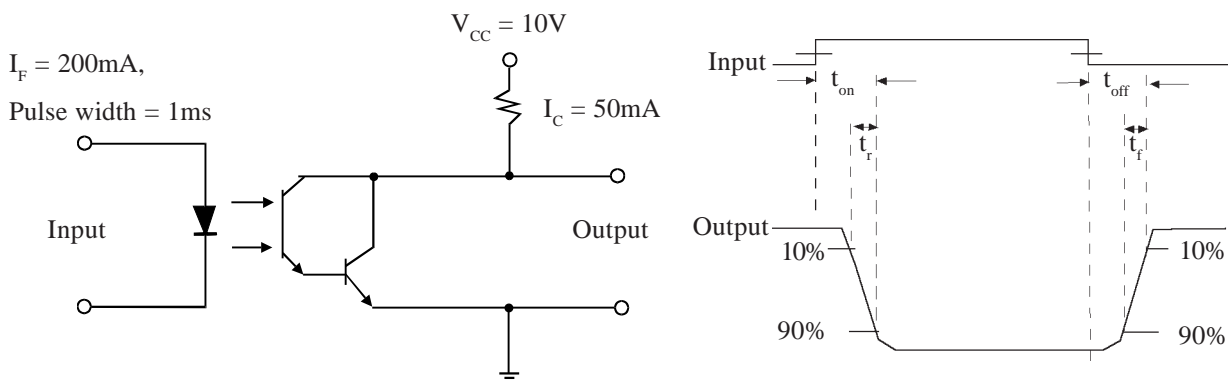 V_CC = 10V
I_F = 200mA,
Pulse width = 1ms
I_C = 50mA
Input
Output
Input
t_on
t_off
t_r
t_f
Output
10%
10%
90%
90%